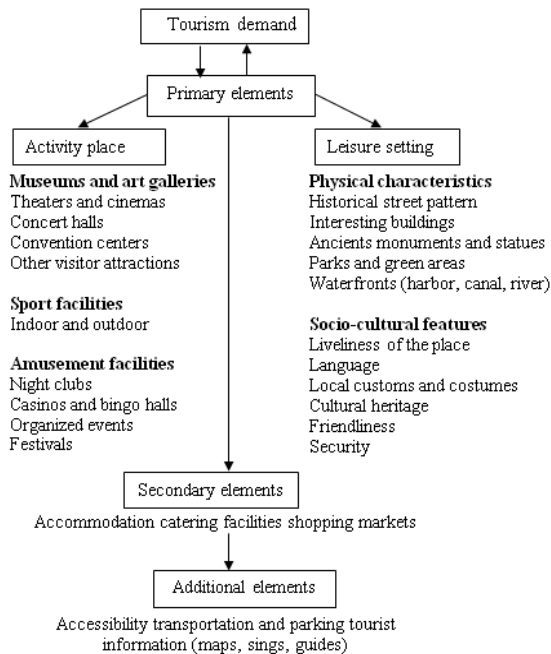 Tourism demand
Primary elements
Activity place
Museums and art galleries
Theaters and cinemas
Concert halls
Convention centers
Other visitor attractions
Sport facilities
Indoor and outdoor
Amusement facilities
Night clubs
Casinos and bingo halls
Organized events
Festivals
Leisure setting
Physical characteristics
Historical street pattern
Interesting buildings
Ancients monuments and statues
Parks and green areas
Waterfronts (harbor, canal, river)
Socio-cultural features
Liveliness of the place
Language
Local customs and costumes
Cultural heritage
Friendliness
Security
Secondary elements
Accommodation catering facilities shopping markets
Additional elements
Accessibility transportation and parking tourist
information (maps, sings, guides)